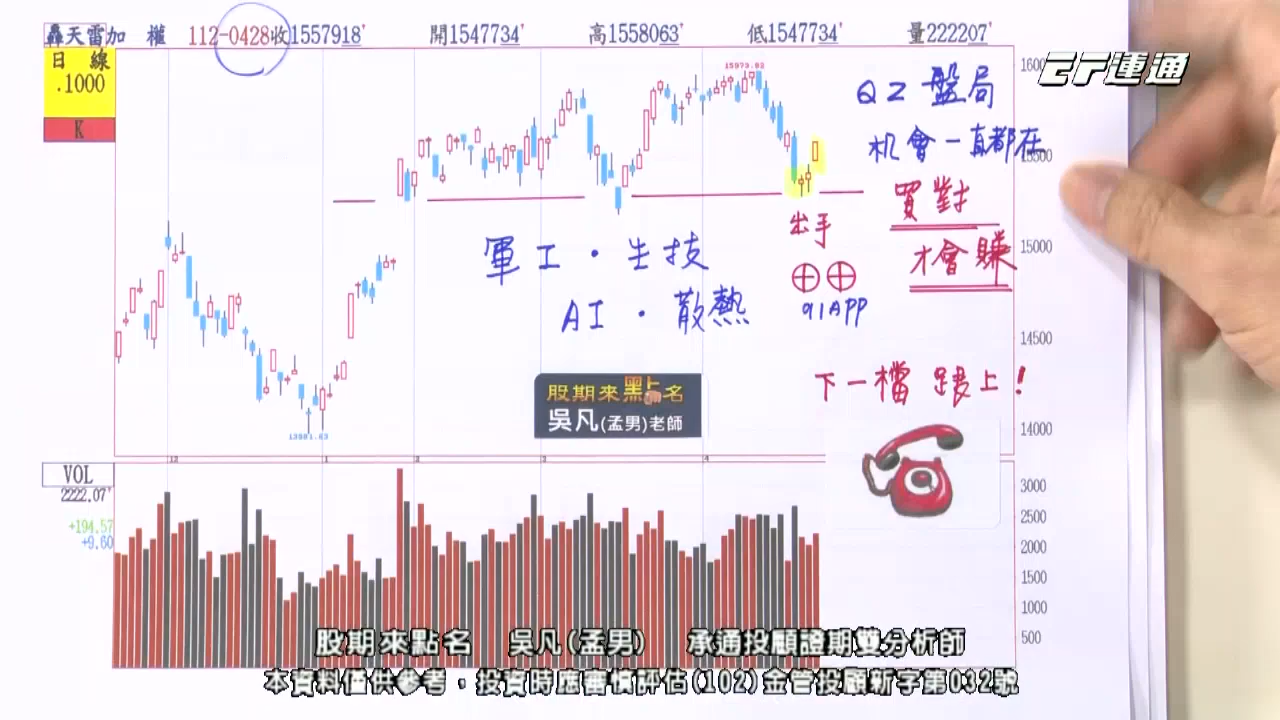 轟天雷加 權 112-0428收1557918' 開1547734' 高1558063' 低1547734' 量222207'
日 線
.1000
K
EF運通
15973.92
Q2 盤局
机會一直都在
買對
才會賺
出手
⊕⊕
91APP
軍工・生技
AI・散熱
下一檔 跟上!
15500
15000
14500
14000
股期來點名
吳凡(孟男)老師
VOL
2222.07'
+194.57
+9.60
3000
2500
2000
1500
1000
500
股期來點名 吳凡(孟男) 承通投顧證期雙分析師
本資料僅供參考,投資時應審慎評估(102)金管投顧新字第032號